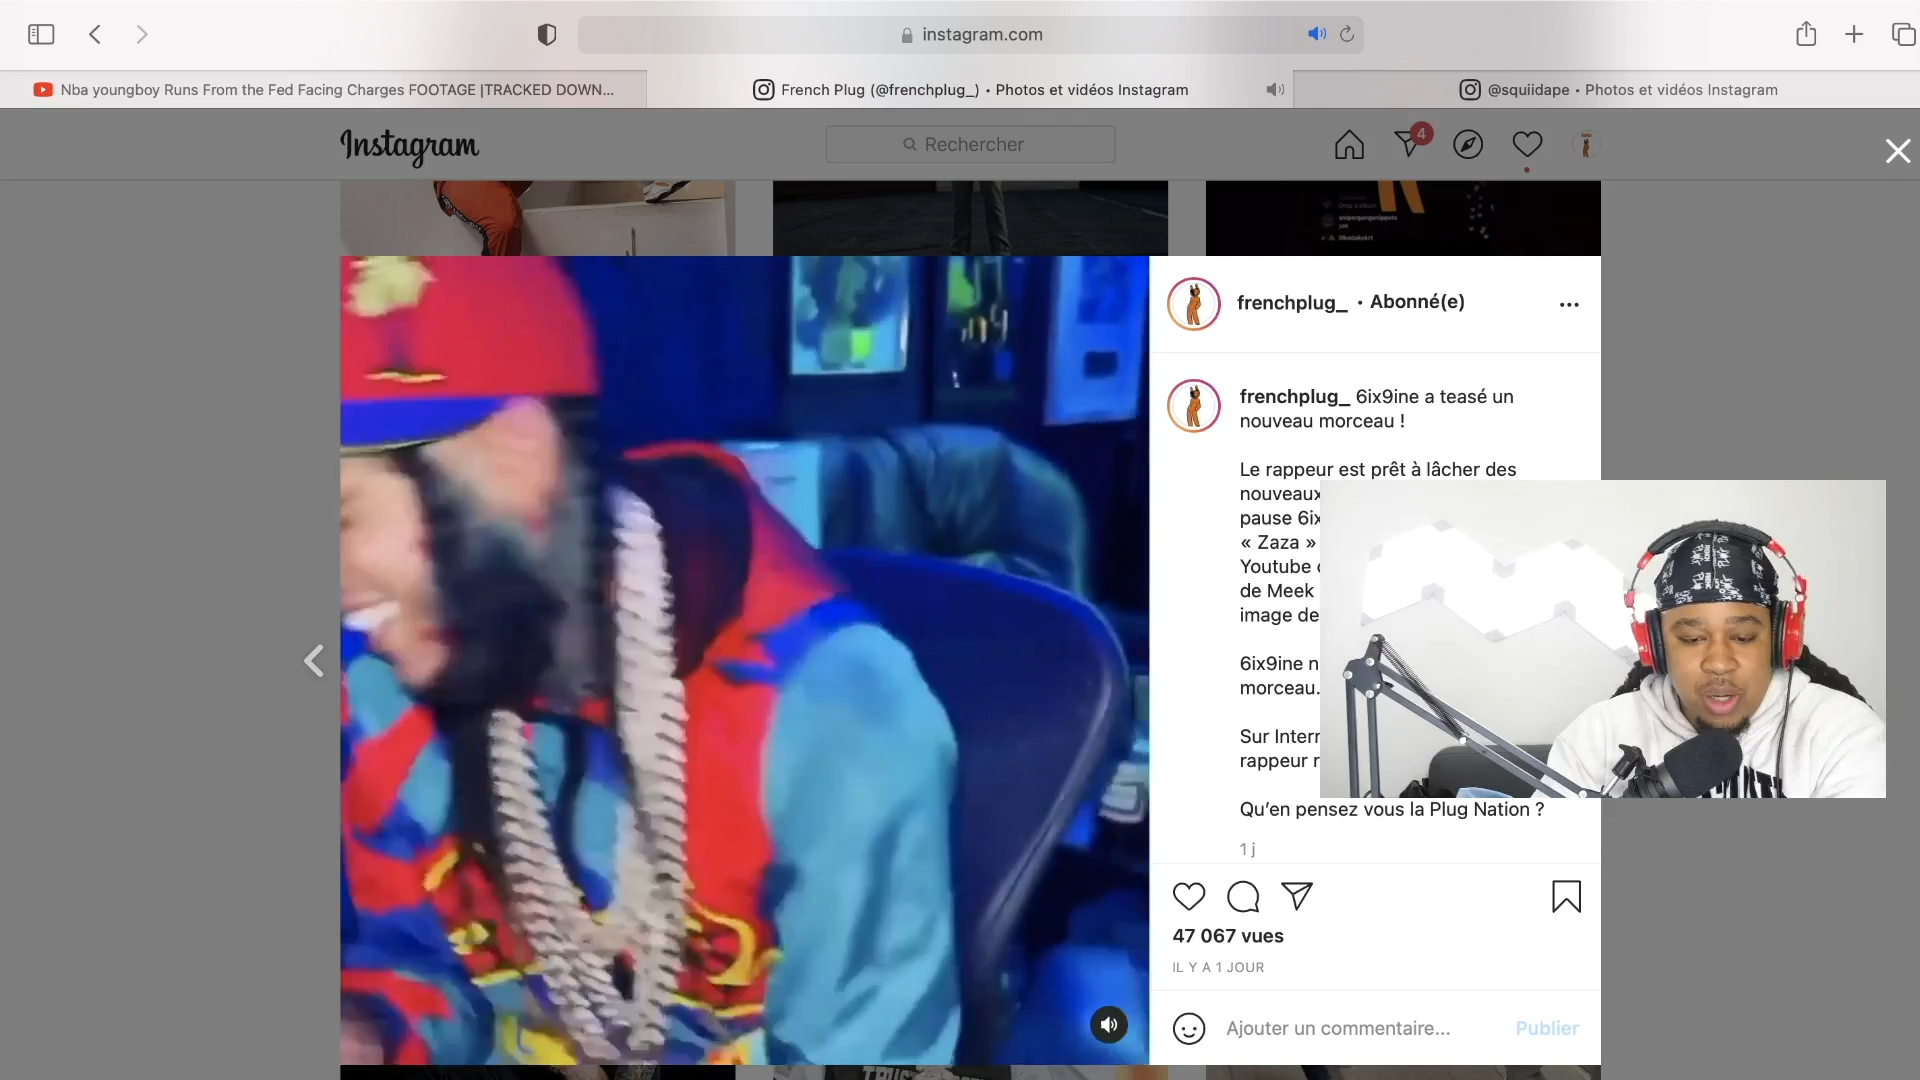 instagram.com
Nba youngboy Runs From the Fed Facing Charges FOOTAGE |TRACKED DOWN...
French Plug (@frenchplug_) • Photos et vidéos Instagram
@squiidape • Photos et vidéos Instagram
Instagram
Rechercher
4
frenchplug_ • Abonné(e)
frenchplug_ 6ix9ine a teasé un
nouveau morceau !
Le rappeur est prêt à lâcher des
nouveaux
pause 6ix
« Zaza »
Youtube
de Meek
image de
6ix9ine n
morceau.
Sur Intern
rappeur r
Qu’en pensez vous la Plug Nation ?
1 j
47 067 vues
IL Y A 1 JOUR
Ajouter un commentaire...
Publier